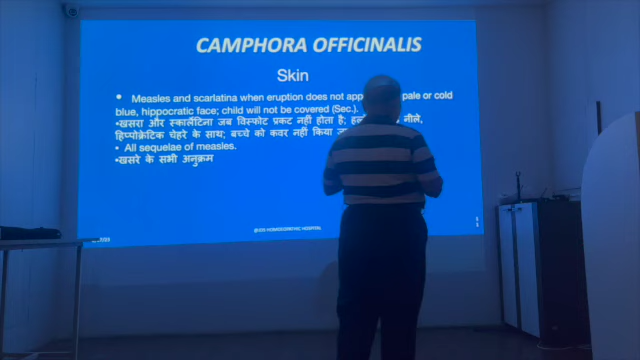 CAMPHORA OFFICINALIS
Skin
• Measles and scarlatina when eruption does not pale or cold
blue, hippocratic face; child will not be covered (Sec.).
•खसरा और स्कार्लेटिना जब विस्फोट प्रकट नहीं होता है; नीले,
हिप्पोक्रेटिक चेहरे के साथ; बच्चे को कवर नहीं किया
• All sequelae of measles.
•खसरे के सभी अनुक्रम
HOMOEOPATHIC HOSPITAL